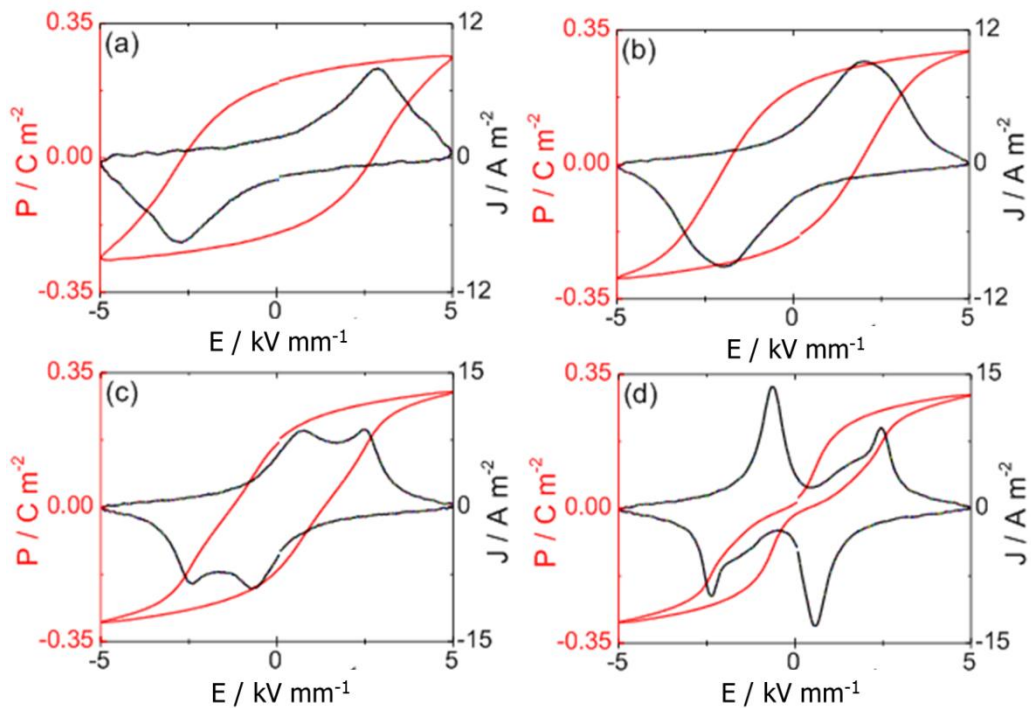 0.35
(a)
12
P / C m⁻²
0.00
0
J / A m⁻²
-0.35
-12
-5
0
5
E / kV mm⁻¹
0.35
(b)
12
P / C m⁻²
0.00
0
J / A m⁻²
-0.35
-12
-5
0
5
E / kV mm⁻¹
0.35
(c)
15
P / C m⁻²
0.00
0
J / A m⁻²
-0.35
-15
-5
0
5
E / kV mm⁻¹
0.35
(d)
15
P / C m⁻²
0.00
0
J / A m⁻²
-0.35
-15
-5
0
5
E / kV mm⁻¹